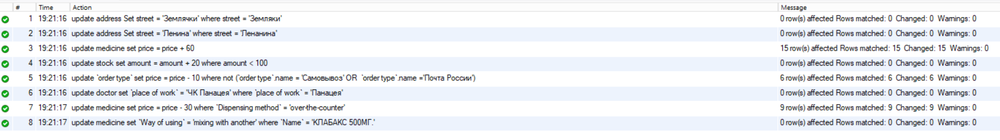 # Time Action Message
1 19:21:16 update address Set street = 'Землячки' where street = 'Земляки' 0 row(s) affected Rows matched: 0 Changed: 0 Warnings: 0
2 19:21:16 update address Set street = 'Ленина' where street = 'Ленанина' 0 row(s) affected Rows matched: 0 Changed: 0 Warnings: 0
3 19:21:16 update medicine set price = price + 60 15 row(s) affected Rows matched: 15 Changed: 15 Warnings: 0
4 19:21:16 update stock set amount = amount + 20 where amount < 100 0 row(s) affected Rows matched: 0 Changed: 0 Warnings: 0
5 19:21:16 update `order type` set price = price - 10 where not (`order type`.name = 'Самовывоз' OR `order type`.name ='Почта России') 6 row(s) affected Rows matched: 6 Changed: 6 Warnings: 0
6 19:21:16 update doctor set `place of work` = 'ЧК Панацея' where `place of work` = 'Панацея' 0 row(s) affected Rows matched: 0 Changed: 0 Warnings: 0
7 19:21:17 update medicine set price = price - 30 where `Dispensing method` = 'over-the-counter' 9 row(s) affected Rows matched: 9 Changed: 9 Warnings: 0
8 19:21:17 update medicine set `Way of using` = 'mixing with another' where `Name` = 'КЛАБАКС 500МГ.' 0 row(s) affected Rows matched: 0 Changed: 0 Warnings: 0